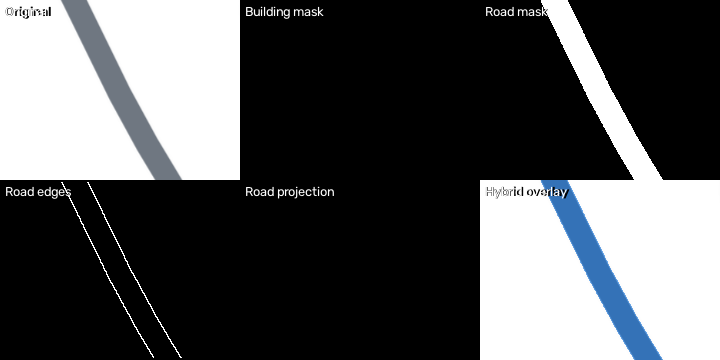 Original
Building mask
Road mask
Road edges
Road projection
Hybrid overlay